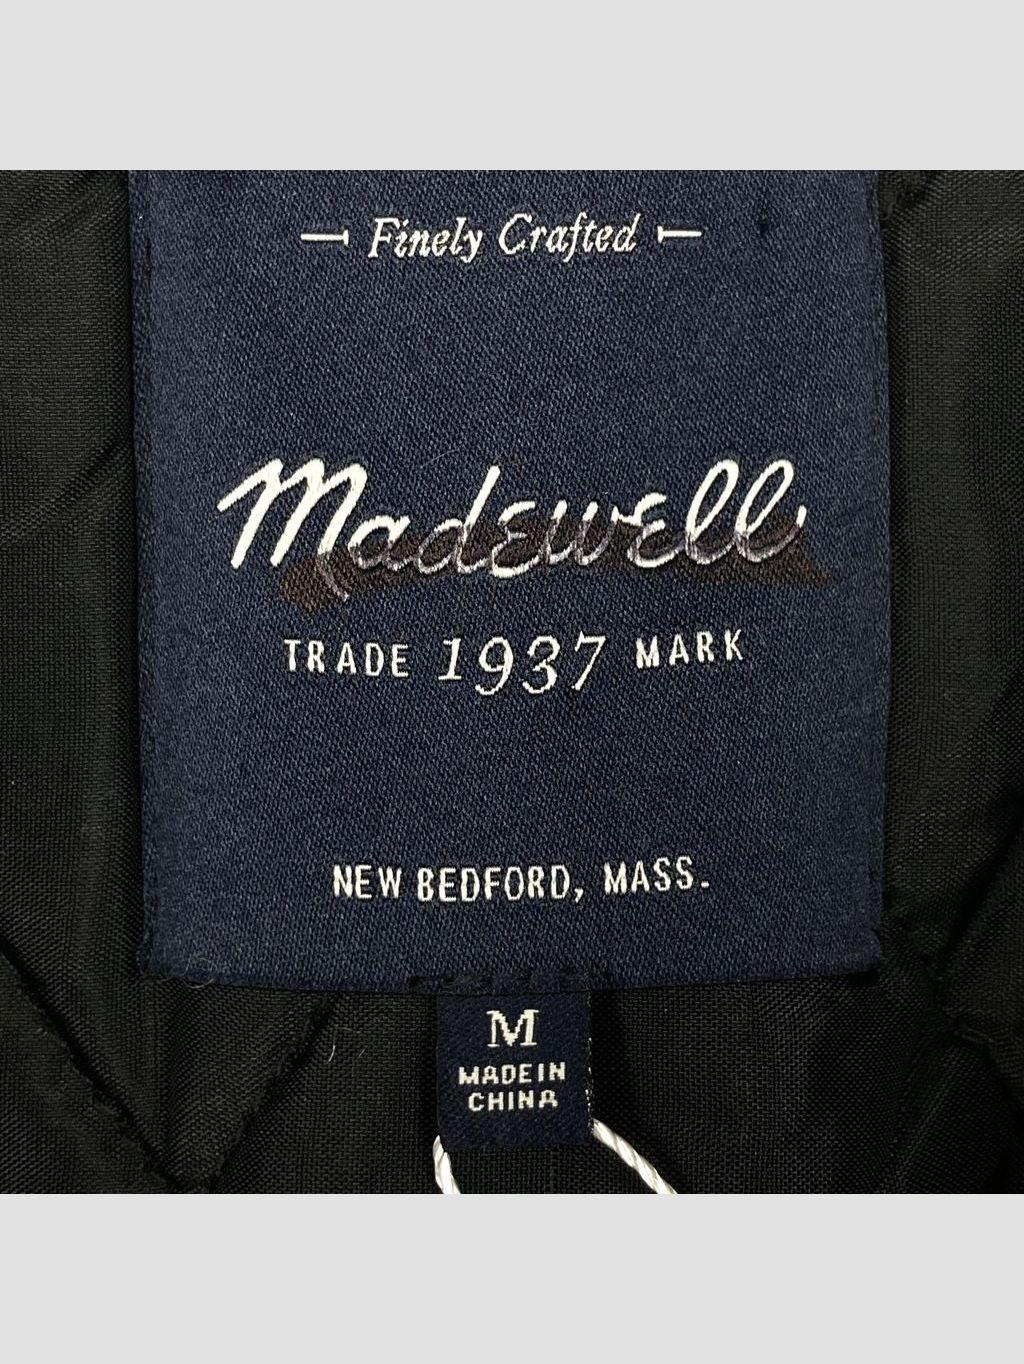 Finely Crafted
Madewell
TRADE 1937 MARK
NEW BEDFORD, MASS.
M
MADE IN
CHINA